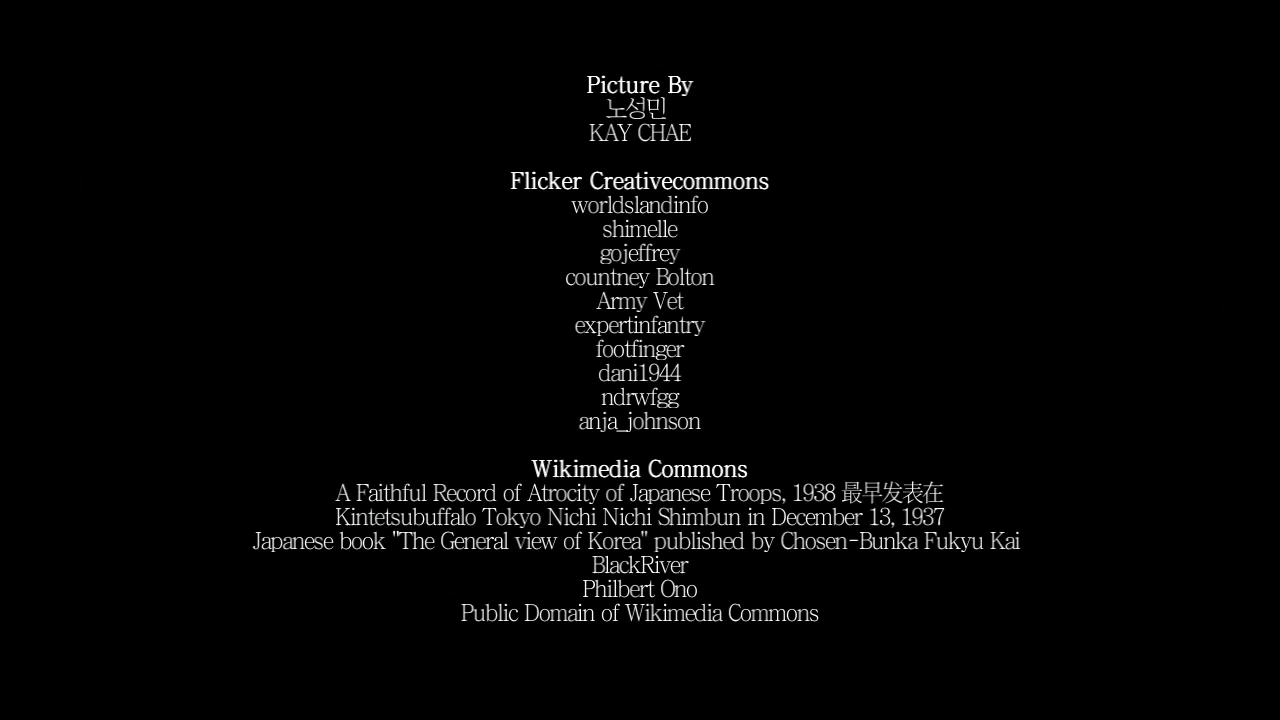 Picture By
노성민
KAY CHAE
Flicker Creativecommons
worldslandinfo
shimelle
gojeffrey
countney Bolton
Army Vet
expertinfantry
footfinger
dani1944
ndrwfgg
anja_johnson
Wikimedia Commons
A Faithful Record of Atrocity of Japanese Troops, 1938 最早发表在
Kintetsubuffalo Tokyo Nichi Nichi Shimbun in December 13, 1937
Japanese book "The General view of Korea" published by Chosen-Bunka Fukyu Kai
BlackRiver
Philbert Ono
Public Domain of Wikimedia Commons